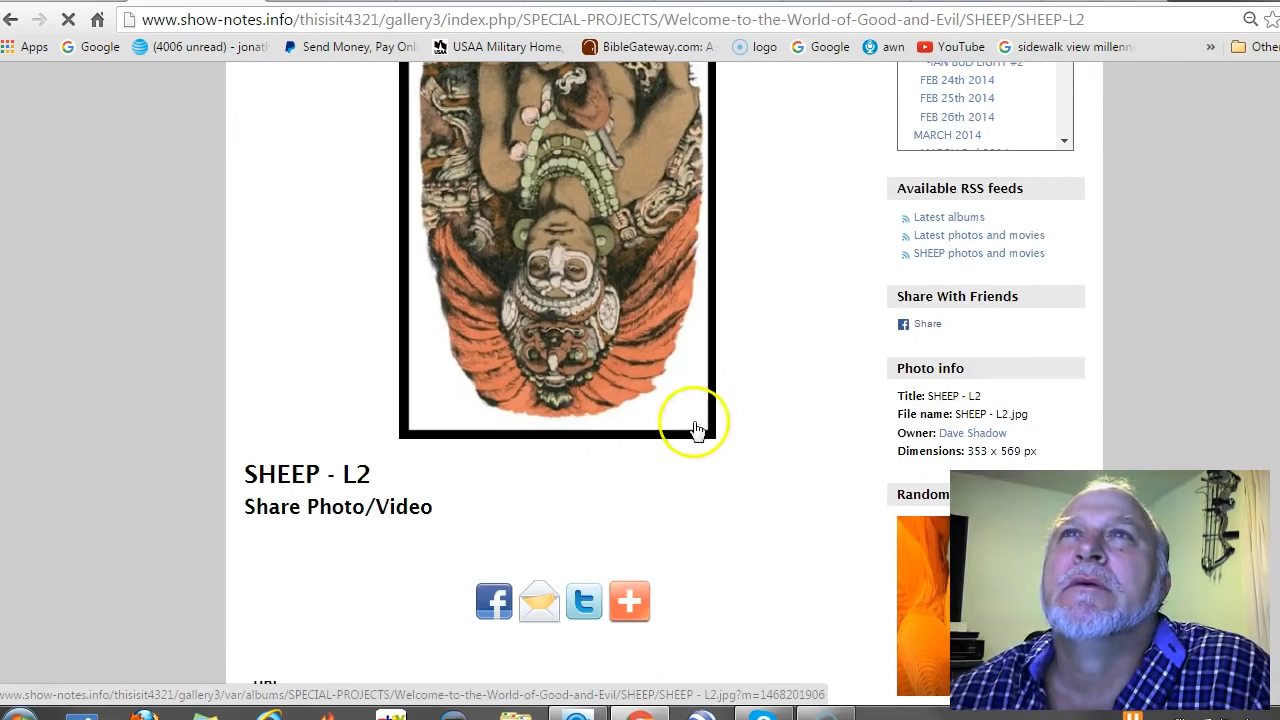 www.show-notes.info/thisisit4321/gallery3/index.php/SPECIAL-PROJECTS/Welcome-to-the-World-of-Good-and-Evil/SHEEP/SHEEP-L2
Apps Google (4006 unread) - jonat Send Money, Pay Onl USAA Military Home, BibleGateway.com: A logo Google awn YouTube sidewalk view millenn » Othe
BUD LIGHT #2
FEB 24th 2014
FEB 25th 2014
FEB 26th 2014
MARCH 2014
Available RSS feeds
Latest albums
Latest photos and movies
SHEEP photos and movies
Share With Friends
Share
Photo info
Title: SHEEP - L2
File name: SHEEP - L2.jpg
Owner: Dave Shadow
Dimensions: 353 x 569 px
Random
SHEEP - L2
Share Photo/Video
www.show-notes.info/thisisit4321/gallery3/var/albums/SPECIAL-PROJECTS/Welcome-to-the-World-of-Good-and-Evil/SHEEP/SHEEP - L2.jpg?m=1468201906